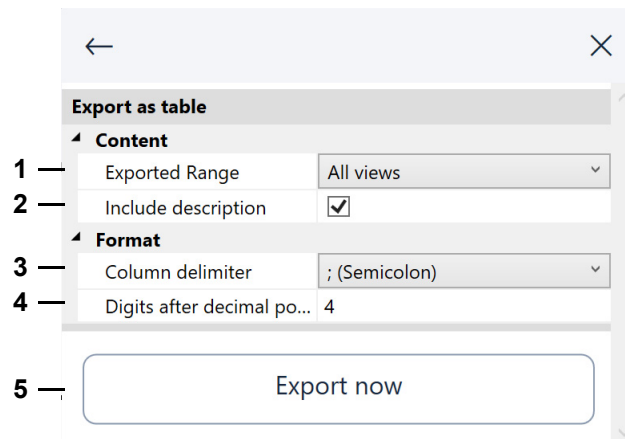 Export as table
Content
1 Exported Range All views
2 Include description
Format
3 Column delimiter ; (Semicolon)
4 Digits after decimal po... 4
5 Export now